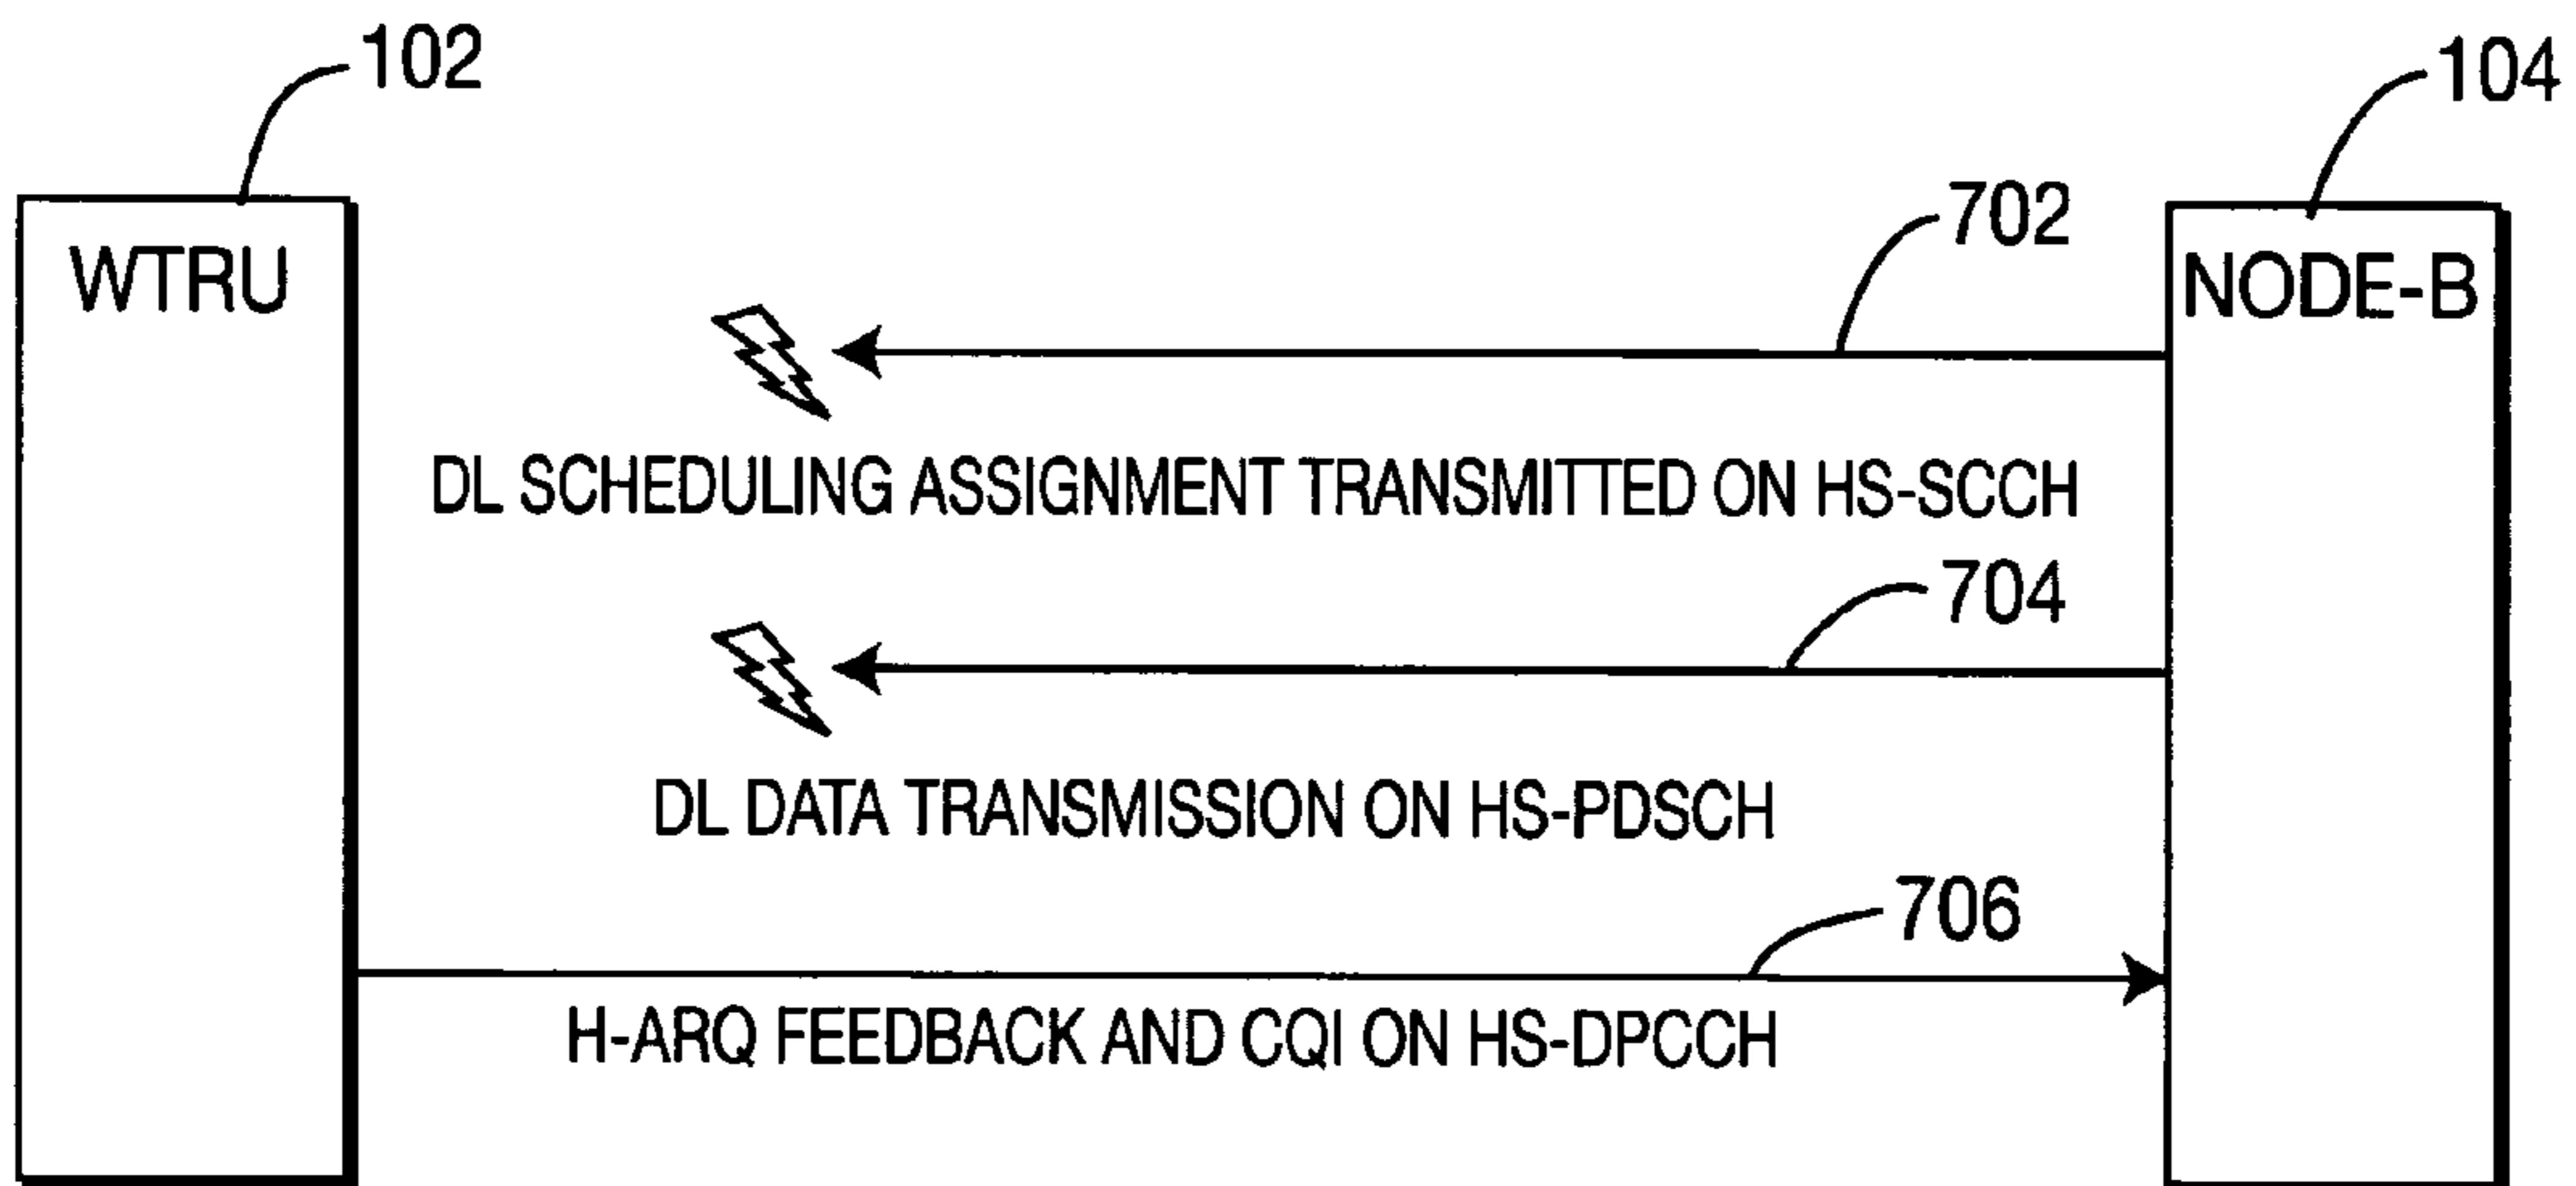 102
104
WTRU
NODE-B
702
DL SCHEDULING ASSIGNMENT TRANSMITTED ON HS-SCCH
704
DL DATA TRANSMISSION ON HS-PDSCH
706
H-ARQ FEEDBACK AND CQI ON HS-DPCCH